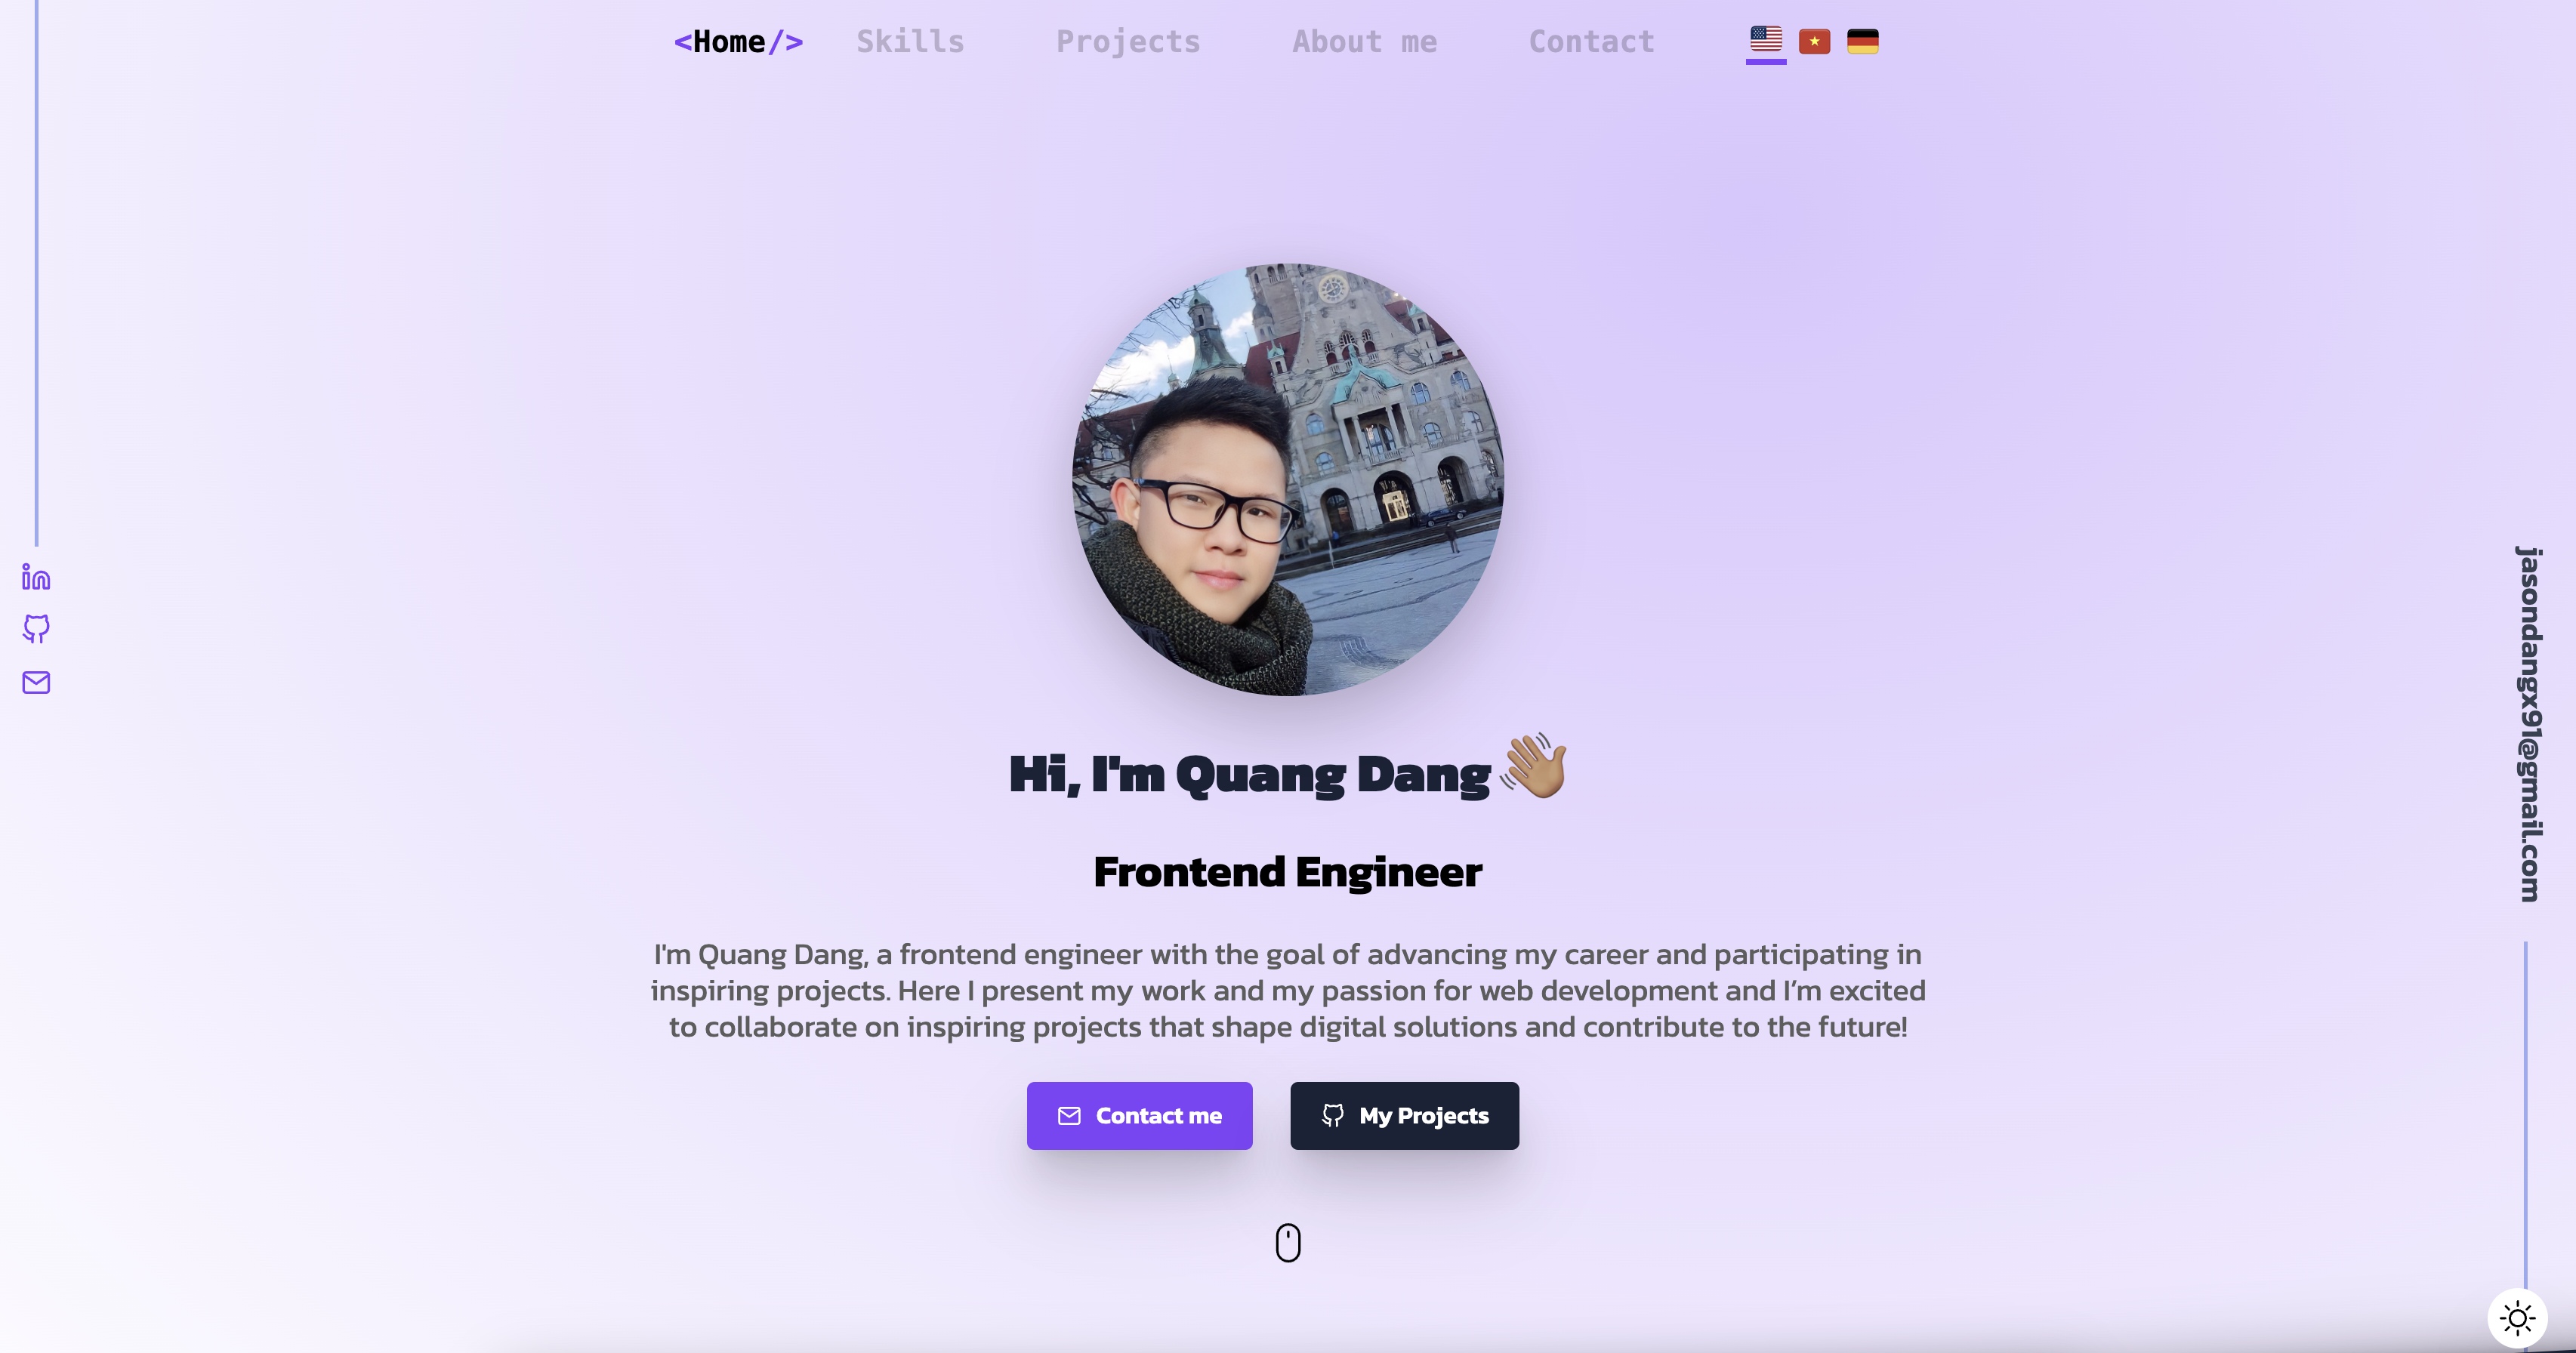 <Home/> Skills Projects About me Contact
in
Hi, I'm Quang Dang
Frontend Engineer
I'm Quang Dang, a frontend engineer with the goal of advancing my career and participating in
inspiring projects. Here I present my work and my passion for web development and I’m excited
to collaborate on inspiring projects that shape digital solutions and contribute to the future!
Contact me
My Projects
jasondangx91@gmail.com